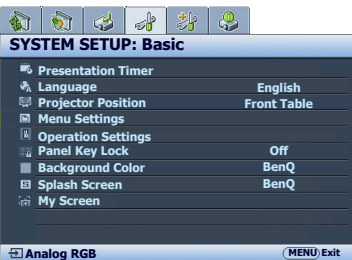 SYSTEM SETUP: Basic
Presentation Timer
Language English
Projector Position Front Table
Menu Settings
Operation Settings
Panel Key Lock Off
Background Color BenQ
Splash Screen BenQ
My Screen
Analog RGB MENU Exit